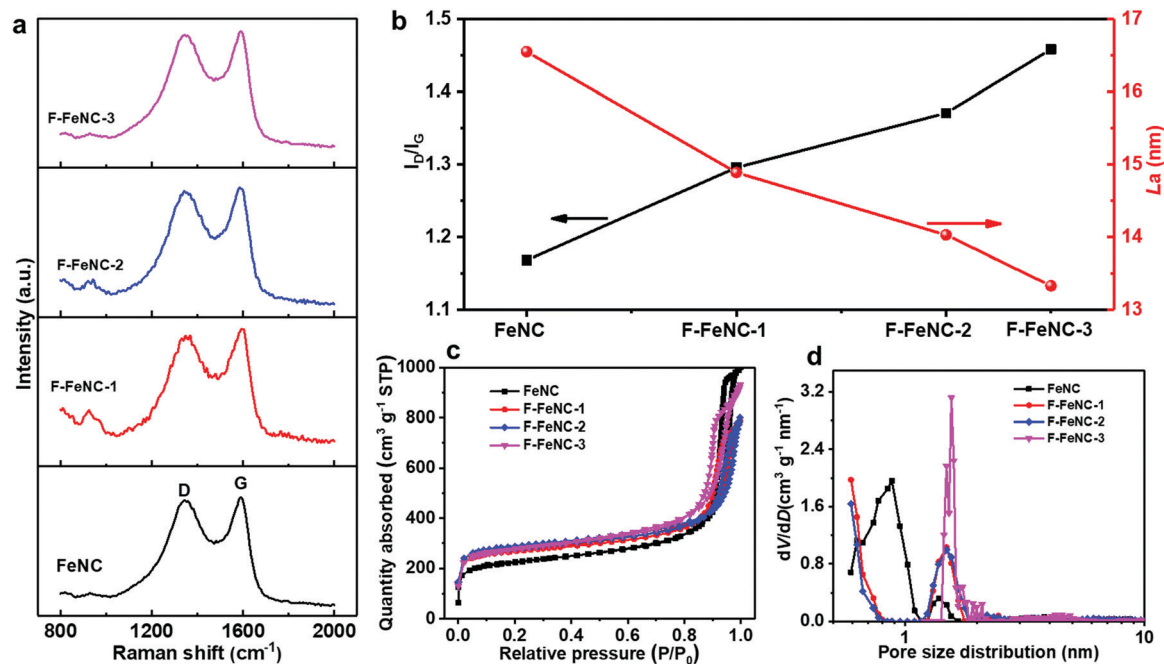 a
F-FeNC-3
F-FeNC-2
F-FeNC-1
D
G
FeNC
Intensity (a.u.)
800 1200 1600 2000
Raman shift (cm⁻¹)
b
1.5
1.4
1.3
1.2
1.1
I_D/I_G
17
16
15
14
13
La (nm)
FeNC F-FeNC-1 F-FeNC-2 F-FeNC-3
c
FeNC
F-FeNC-1
F-FeNC-2
F-FeNC-3
1000
800
600
400
200
0
Quantity absorbed (cm³ g⁻¹ STP)
0.0 0.2 0.4 0.6 0.8 1.0
Relative pressure (P/P₀)
d
FeNC
F-FeNC-1
F-FeNC-2
F-FeNC-3
3.2
2.4
1.6
0.8
0.0
dV/dD(cm³ g⁻¹ nm⁻¹)
1 10
Pore size distribution (nm)